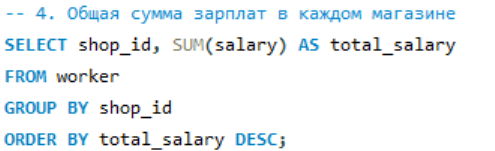 -- 4. Общая сумма зарплат в каждом магазине
SELECT shop_id, SUM(salary) AS total_salary
FROM worker
GROUP BY shop_id
ORDER BY total_salary DESC;